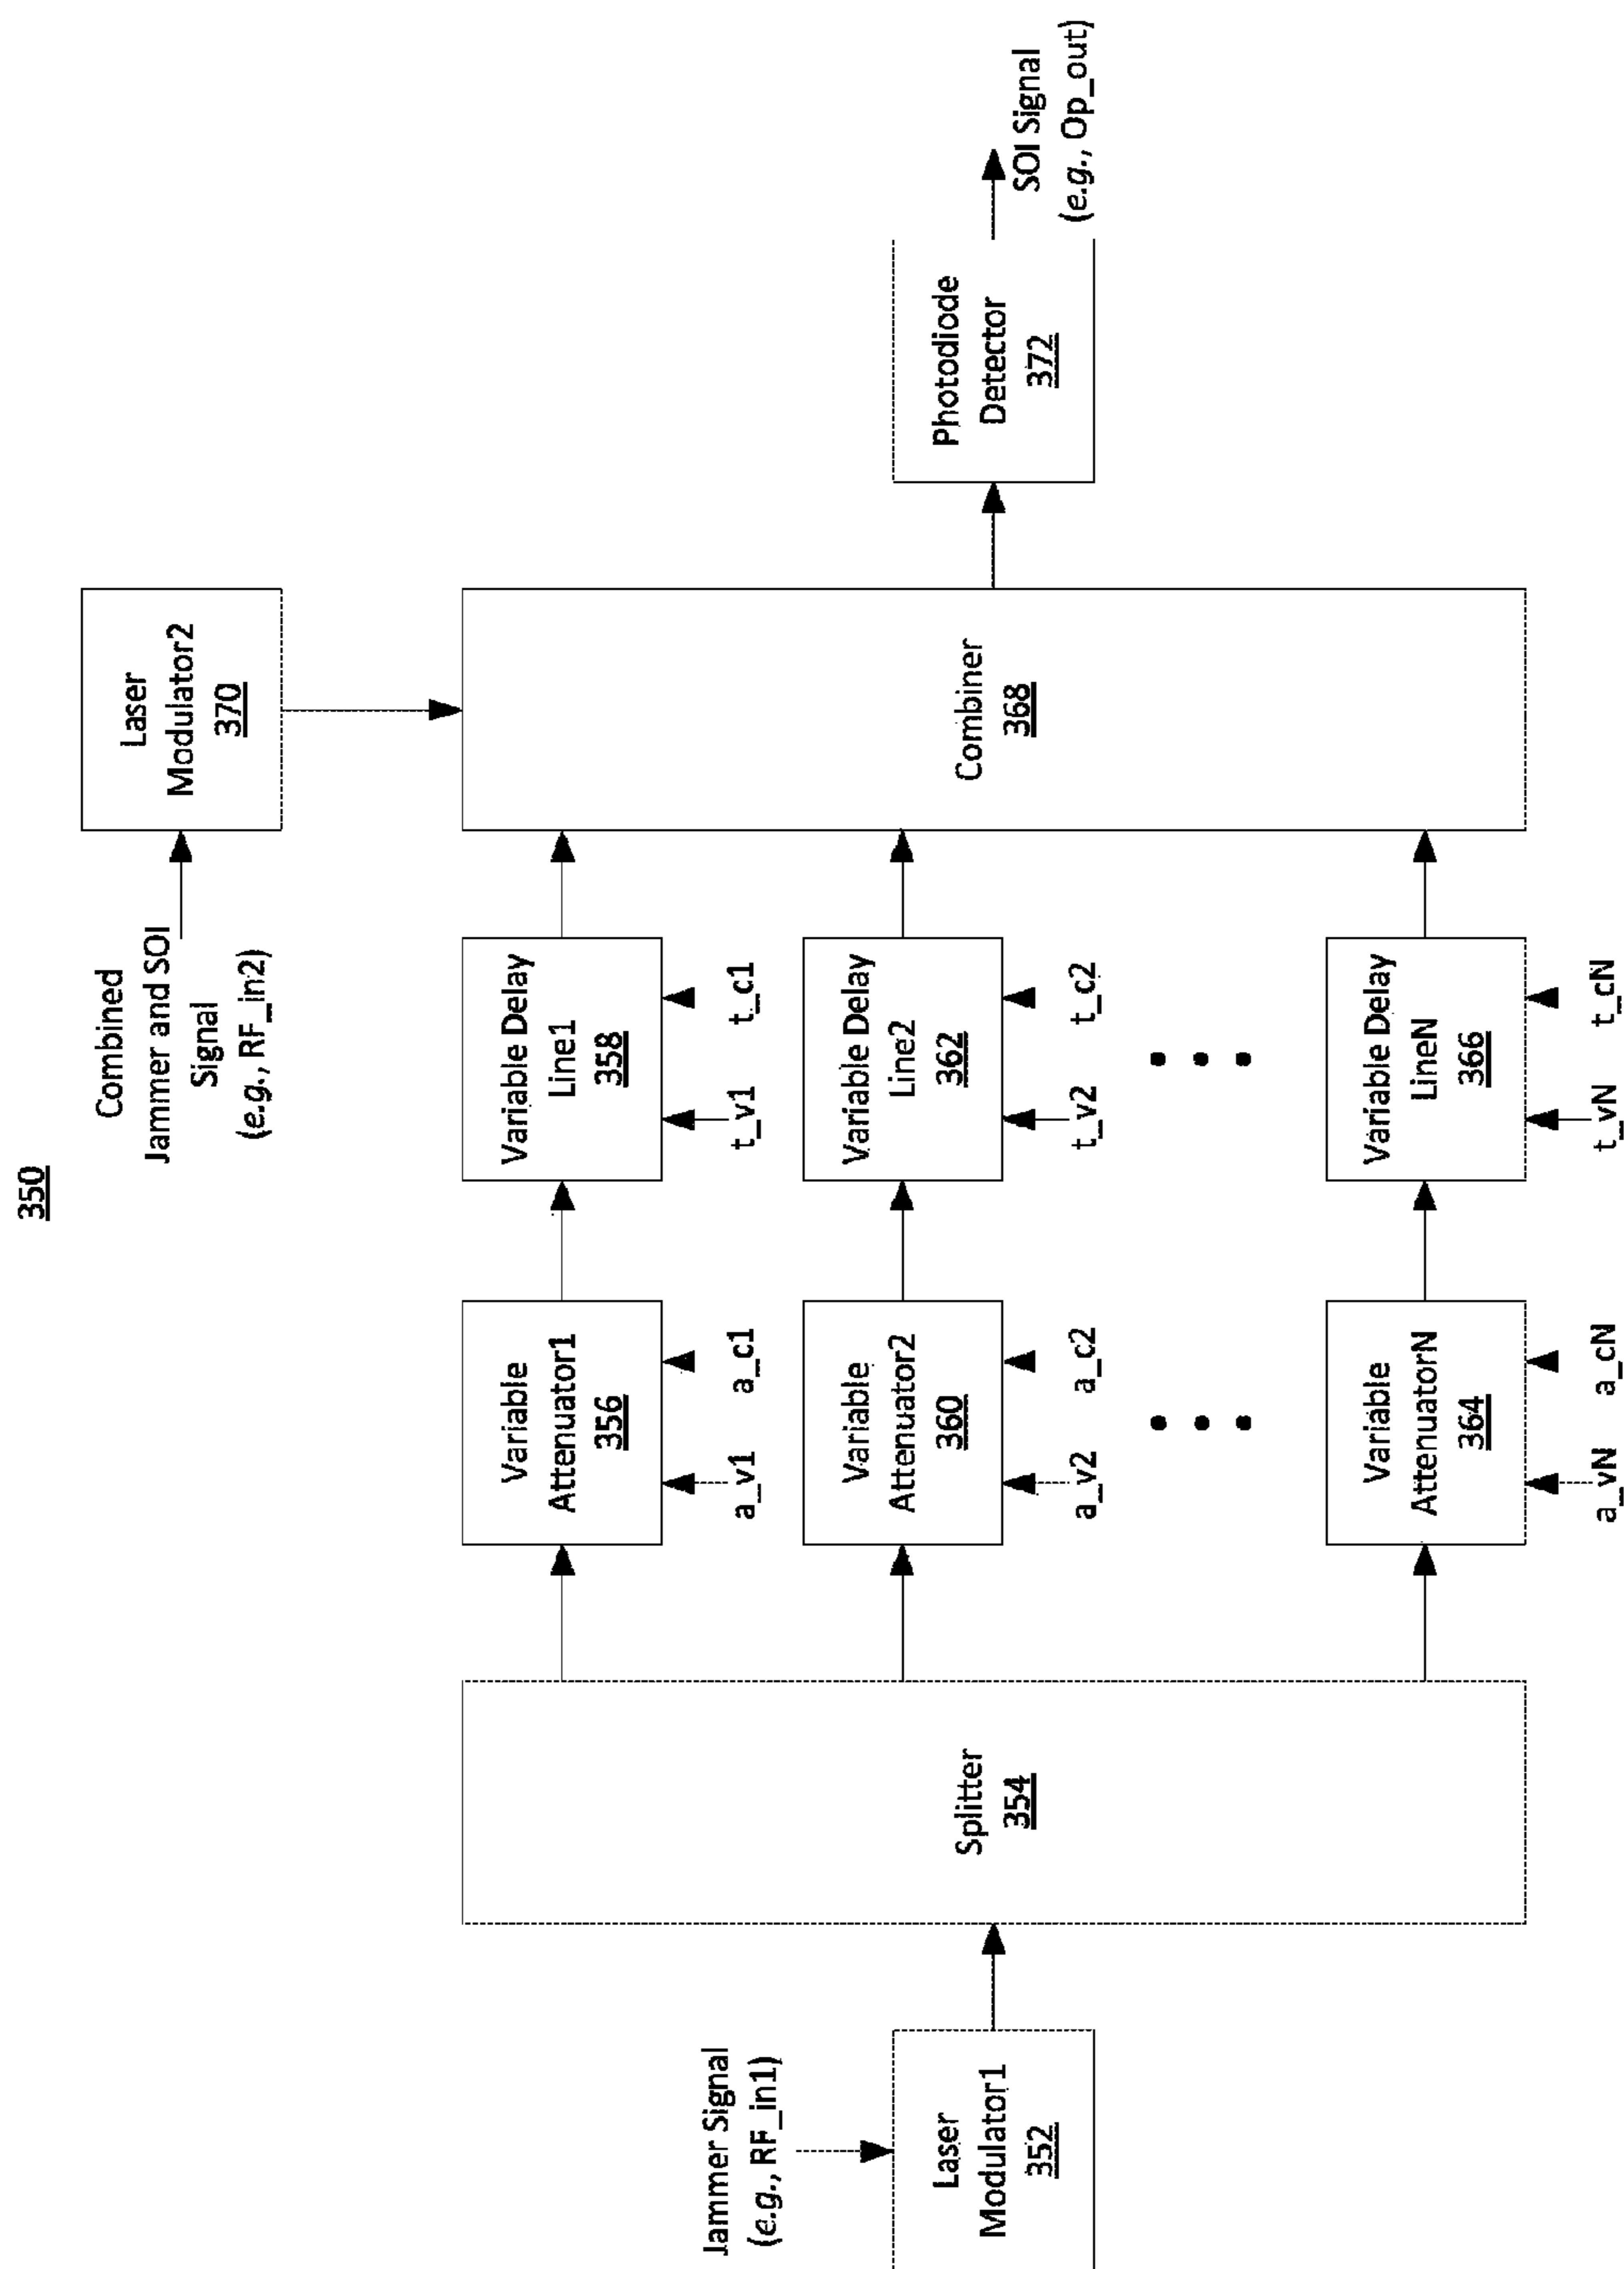 350
Combined
Jammer and SOI
Signal
(e.g., RF_in2)
Laser
Modulator2
370
Jammer Signal
(e.g., RF_in1)
Laser
Modulator1
352
Splitter
354
Variable
Attenuator1
356
a_v1 a_c1
Variable Delay
Line1
358
t_v1 t_c1
Variable
Attenuator2
360
a_v2 a_c2
Variable Delay
Line2
362
t_v2 t_c2
Variable
AttenuatorN
364
a_vN a_cN
Variable Delay
LineN
366
t_vN t_cN
Combiner
368
Photodiode
Detector
372
SOI Signal
(e.g., Op_out)